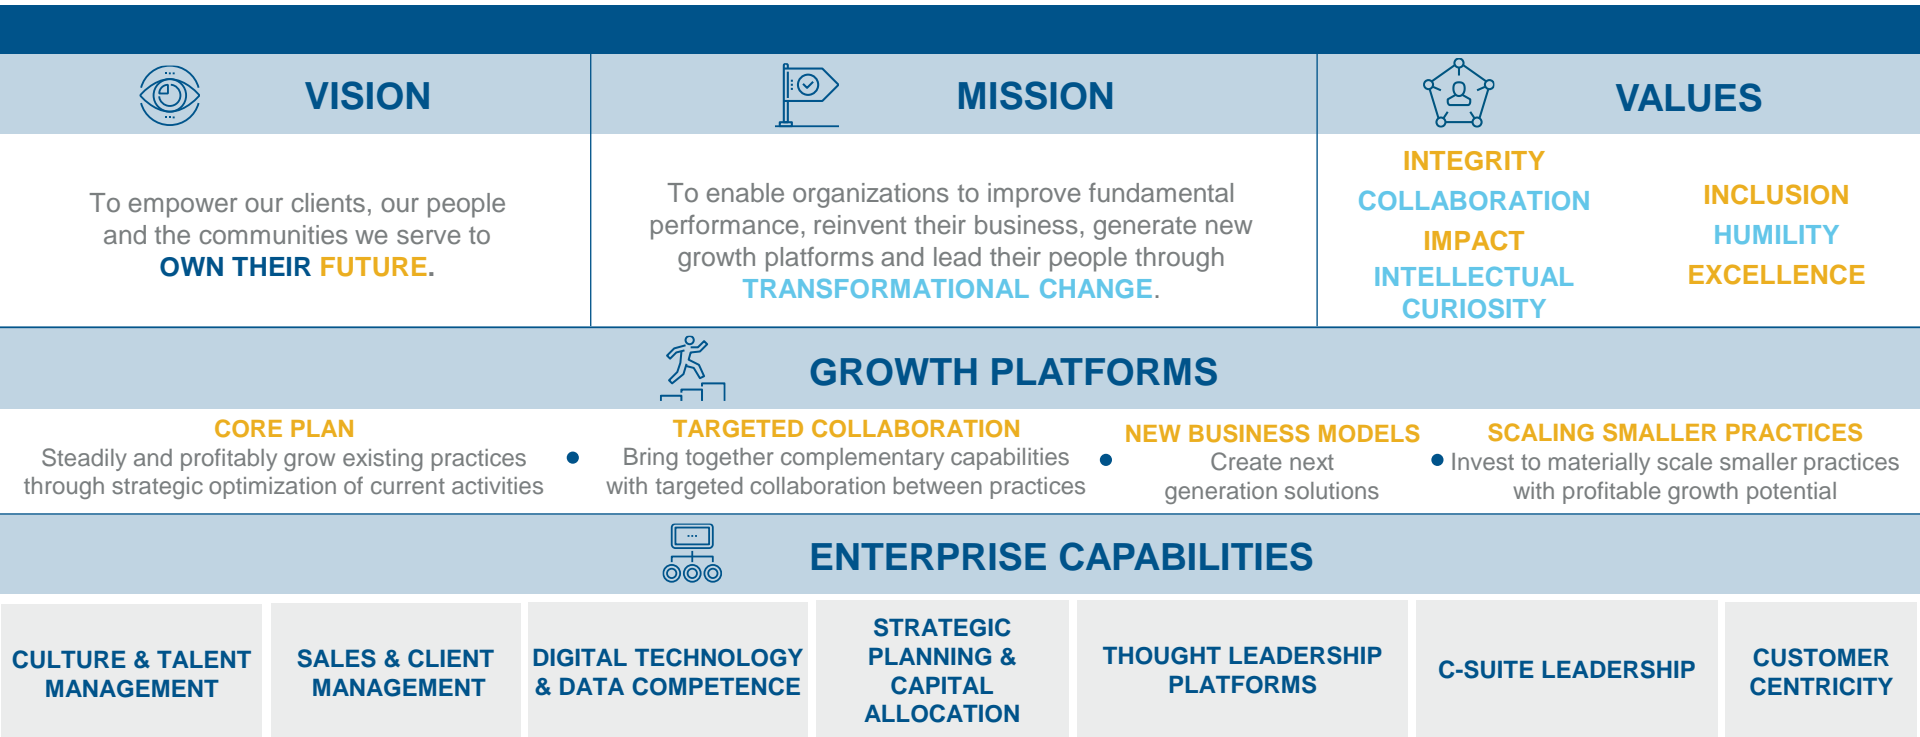 VISION
To empower our clients, our people
and the communities we serve to
OWN THEIR FUTURE.
MISSION
To enable organizations to improve fundamental
performance, reinvent their business, generate new
growth platforms and lead their people through
TRANSFORMATIONAL CHANGE.
VALUES
INTEGRITY
COLLABORATION
IMPACT
INTELLECTUAL
CURIOSITY
INCLUSION
HUMILITY
EXCELLENCE
GROWTH PLATFORMS
CORE PLAN
Steadily and profitably grow existing practices
through strategic optimization of current activities
TARGETED COLLABORATION
Bring together complementary capabilities
with targeted collaboration between practices
NEW BUSINESS MODELS
Create next
generation solutions
SCALING SMALLER PRACTICES
Invest to materially scale smaller practices
with profitable growth potential
ENTERPRISE CAPABILITIES
CULTURE & TALENT
MANAGEMENT
SALES & CLIENT
MANAGEMENT
DIGITAL TECHNOLOGY
& DATA COMPETENCE
STRATEGIC
PLANNING &
CAPITAL
ALLOCATION
THOUGHT LEADERSHIP
PLATFORMS
C-SUITE LEADERSHIP
CUSTOMER
CENTRICITY